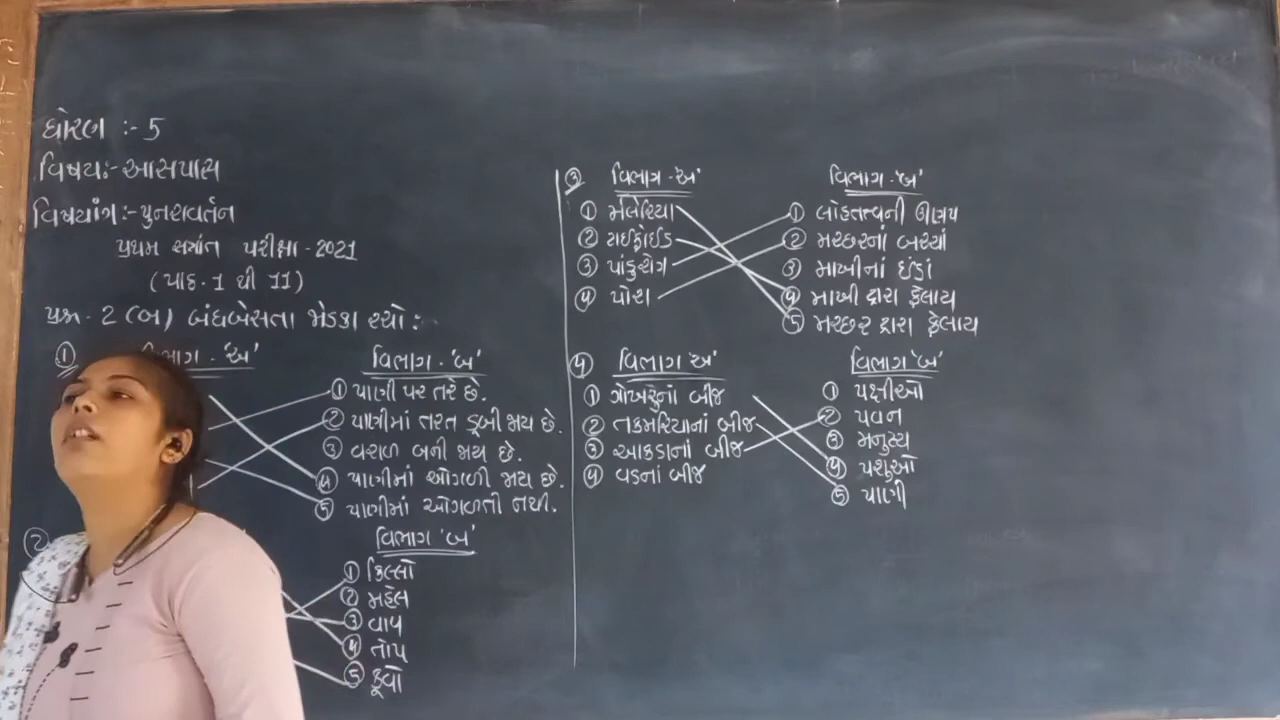 ધોરણ :- 5
વિષય:- આસપાસ
વિષયાંગ:- પુનરાવર્તન
પ્રથમ સત્રાંત પરીક્ષા - 2021
(પાઠ - 1 થી 11)
પ્રશ્ન - 2 (બ) બંધબેસતા જોડકા રચો :
① વિભાગ - 'અ' વિભાગ - 'બ'
① પાણી પર તરે છે.
② પાણીમાં તરત ડૂબી જાય છે.
③ વરાળ બની જાય છે.
④ પાણીમાં ઓગળી જાય છે.
⑤ પાણીમાં ઓગળતી નથી.
② વિભાગ 'બ'
① કિલ્લો
② મહેલ
③ વાવ
④ તોપ
⑤ કૂવો
③ વિભાગ - 'અ' વિભાગ - 'બ'
① મલેરિયા ① લોહતત્વની ઊણપ
② ટાઈફોઈડ ② મચ્છરનાં બચ્ચાં
③ પાંડુરોગ ③ માખીનાં ઈંડાં
④ પોરા ④ માખી દ્વારા ફેલાય
⑤ મચ્છર દ્વારા ફેલાય
④ વિભાગ 'અ' વિભાગ 'બ'
① ગોખરુંનાં બીજ ① પક્ષીઓ
② તકમરિયાનાં બીજ ② પવન
③ આકડાનાં બીજ ③ મનુષ્ય
④ વડનાં બીજ ④ પશુઓ
⑤ પાણી